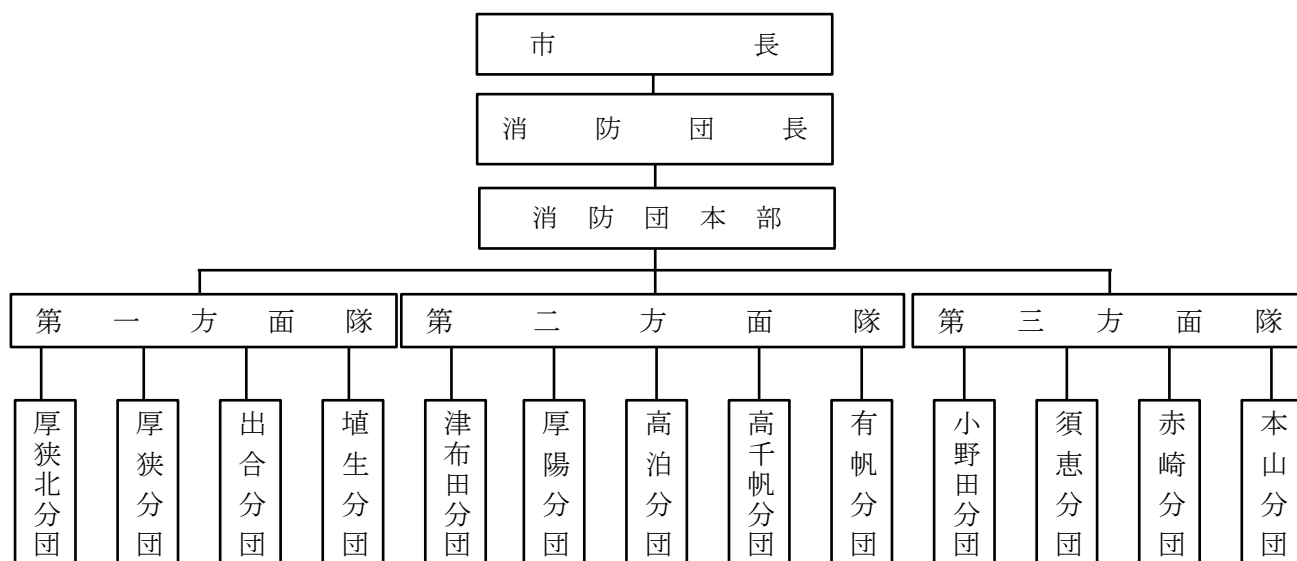 市長
消防団長
消防団本部
第一方面隊
第二方面隊
第三方面隊
厚狭北分団
厚狭分団
出合分団
埴生分団
津布田分団
厚陽分団
高泊分団
高千帆分団
有帆分団
小野田分団
須恵分団
赤崎分団
本山分団